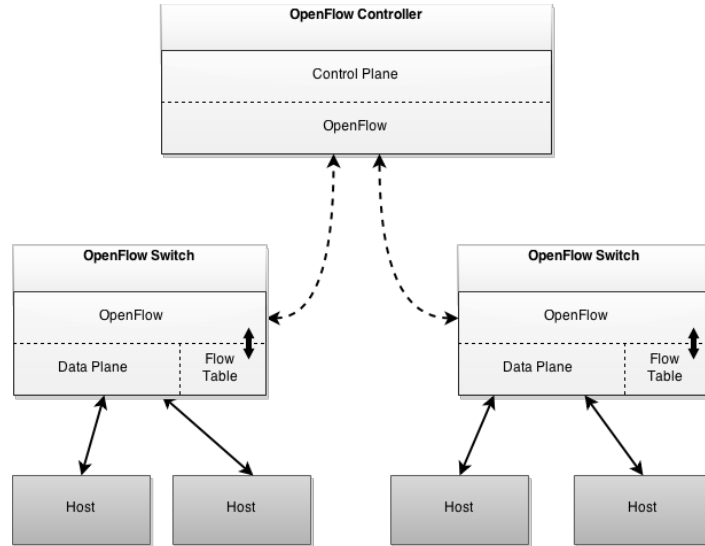 OpenFlow Controller
Control Plane
OpenFlow
OpenFlow Switch
OpenFlow
Data Plane
Flow
Table
Host
Host
OpenFlow Switch
OpenFlow
Data Plane
Flow
Table
Host
Host